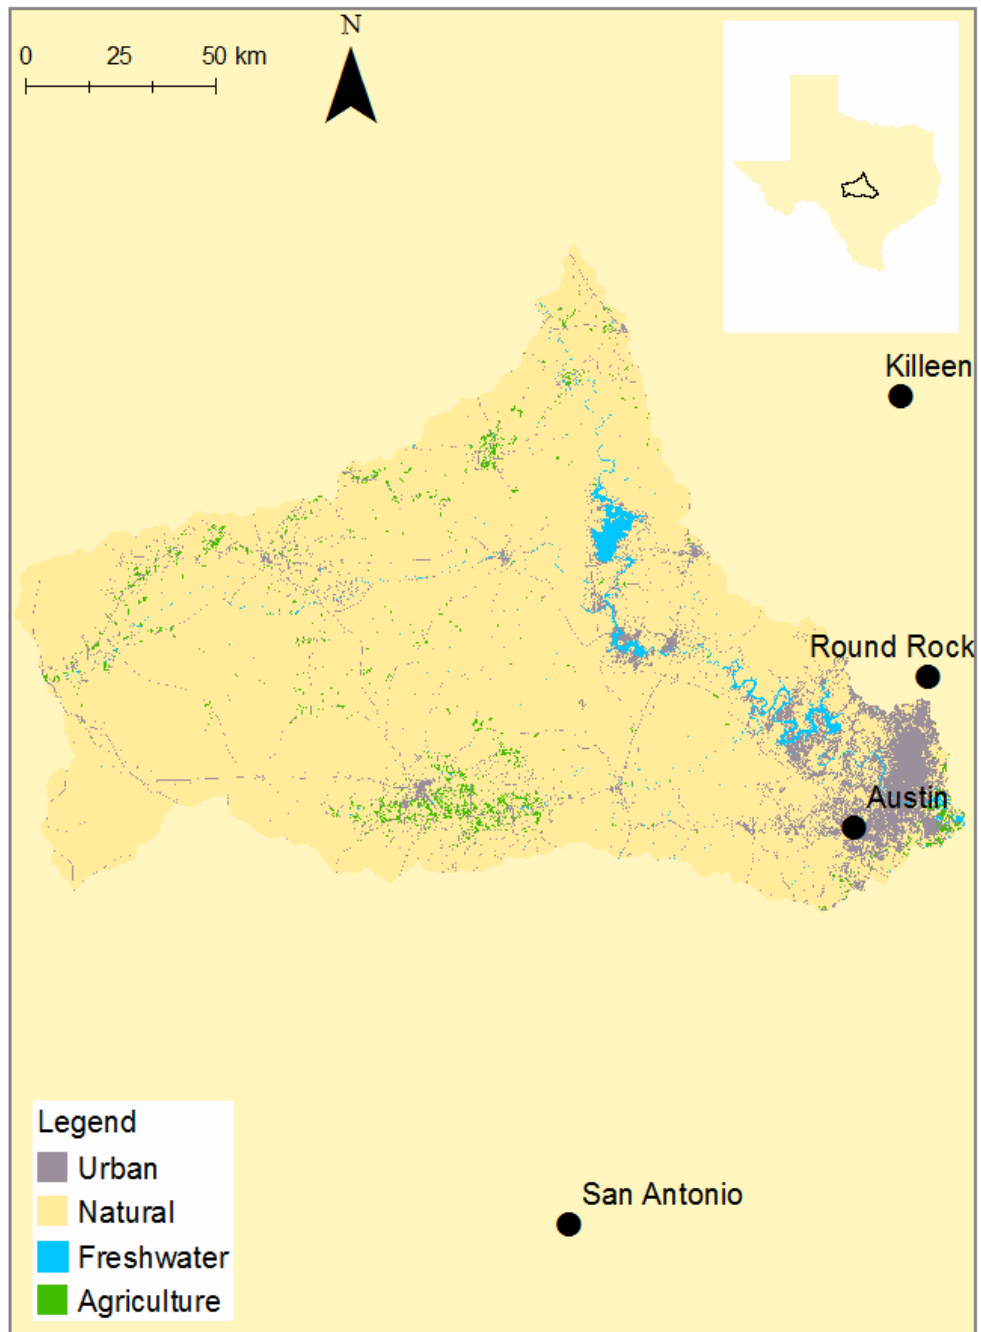 N
0 25 50 km
Killeen
Round Rock
Austin
San Antonio
Legend
Urban
Natural
Freshwater
Agriculture